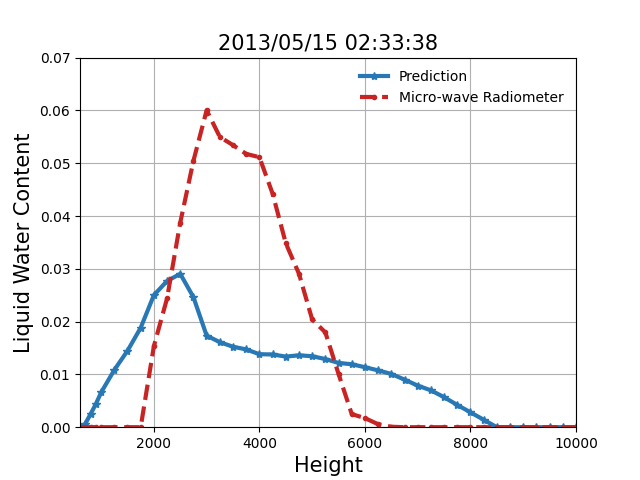 2013/05/15 02:33:38
Prediction
Micro-wave Radiometer
Liquid Water Content
0.07
0.06
0.05
0.04
0.03
0.02
0.01
0.00
2000 4000 6000 8000 10000
Height